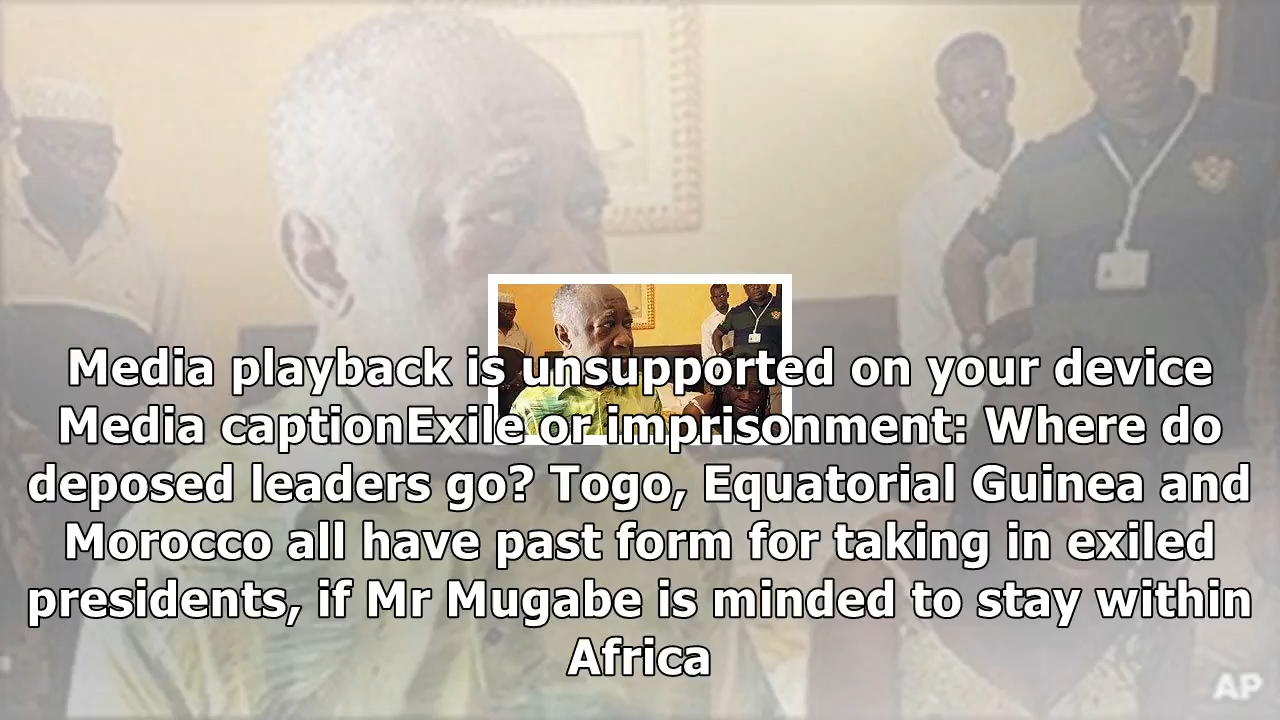 Media playback is unsupported on your device
Media captionExile or imprisonment: Where do
deposed leaders go? Togo, Equatorial Guinea and
Morocco all have past form for taking in exiled
presidents, if Mr Mugabe is minded to stay within
Africa
AP